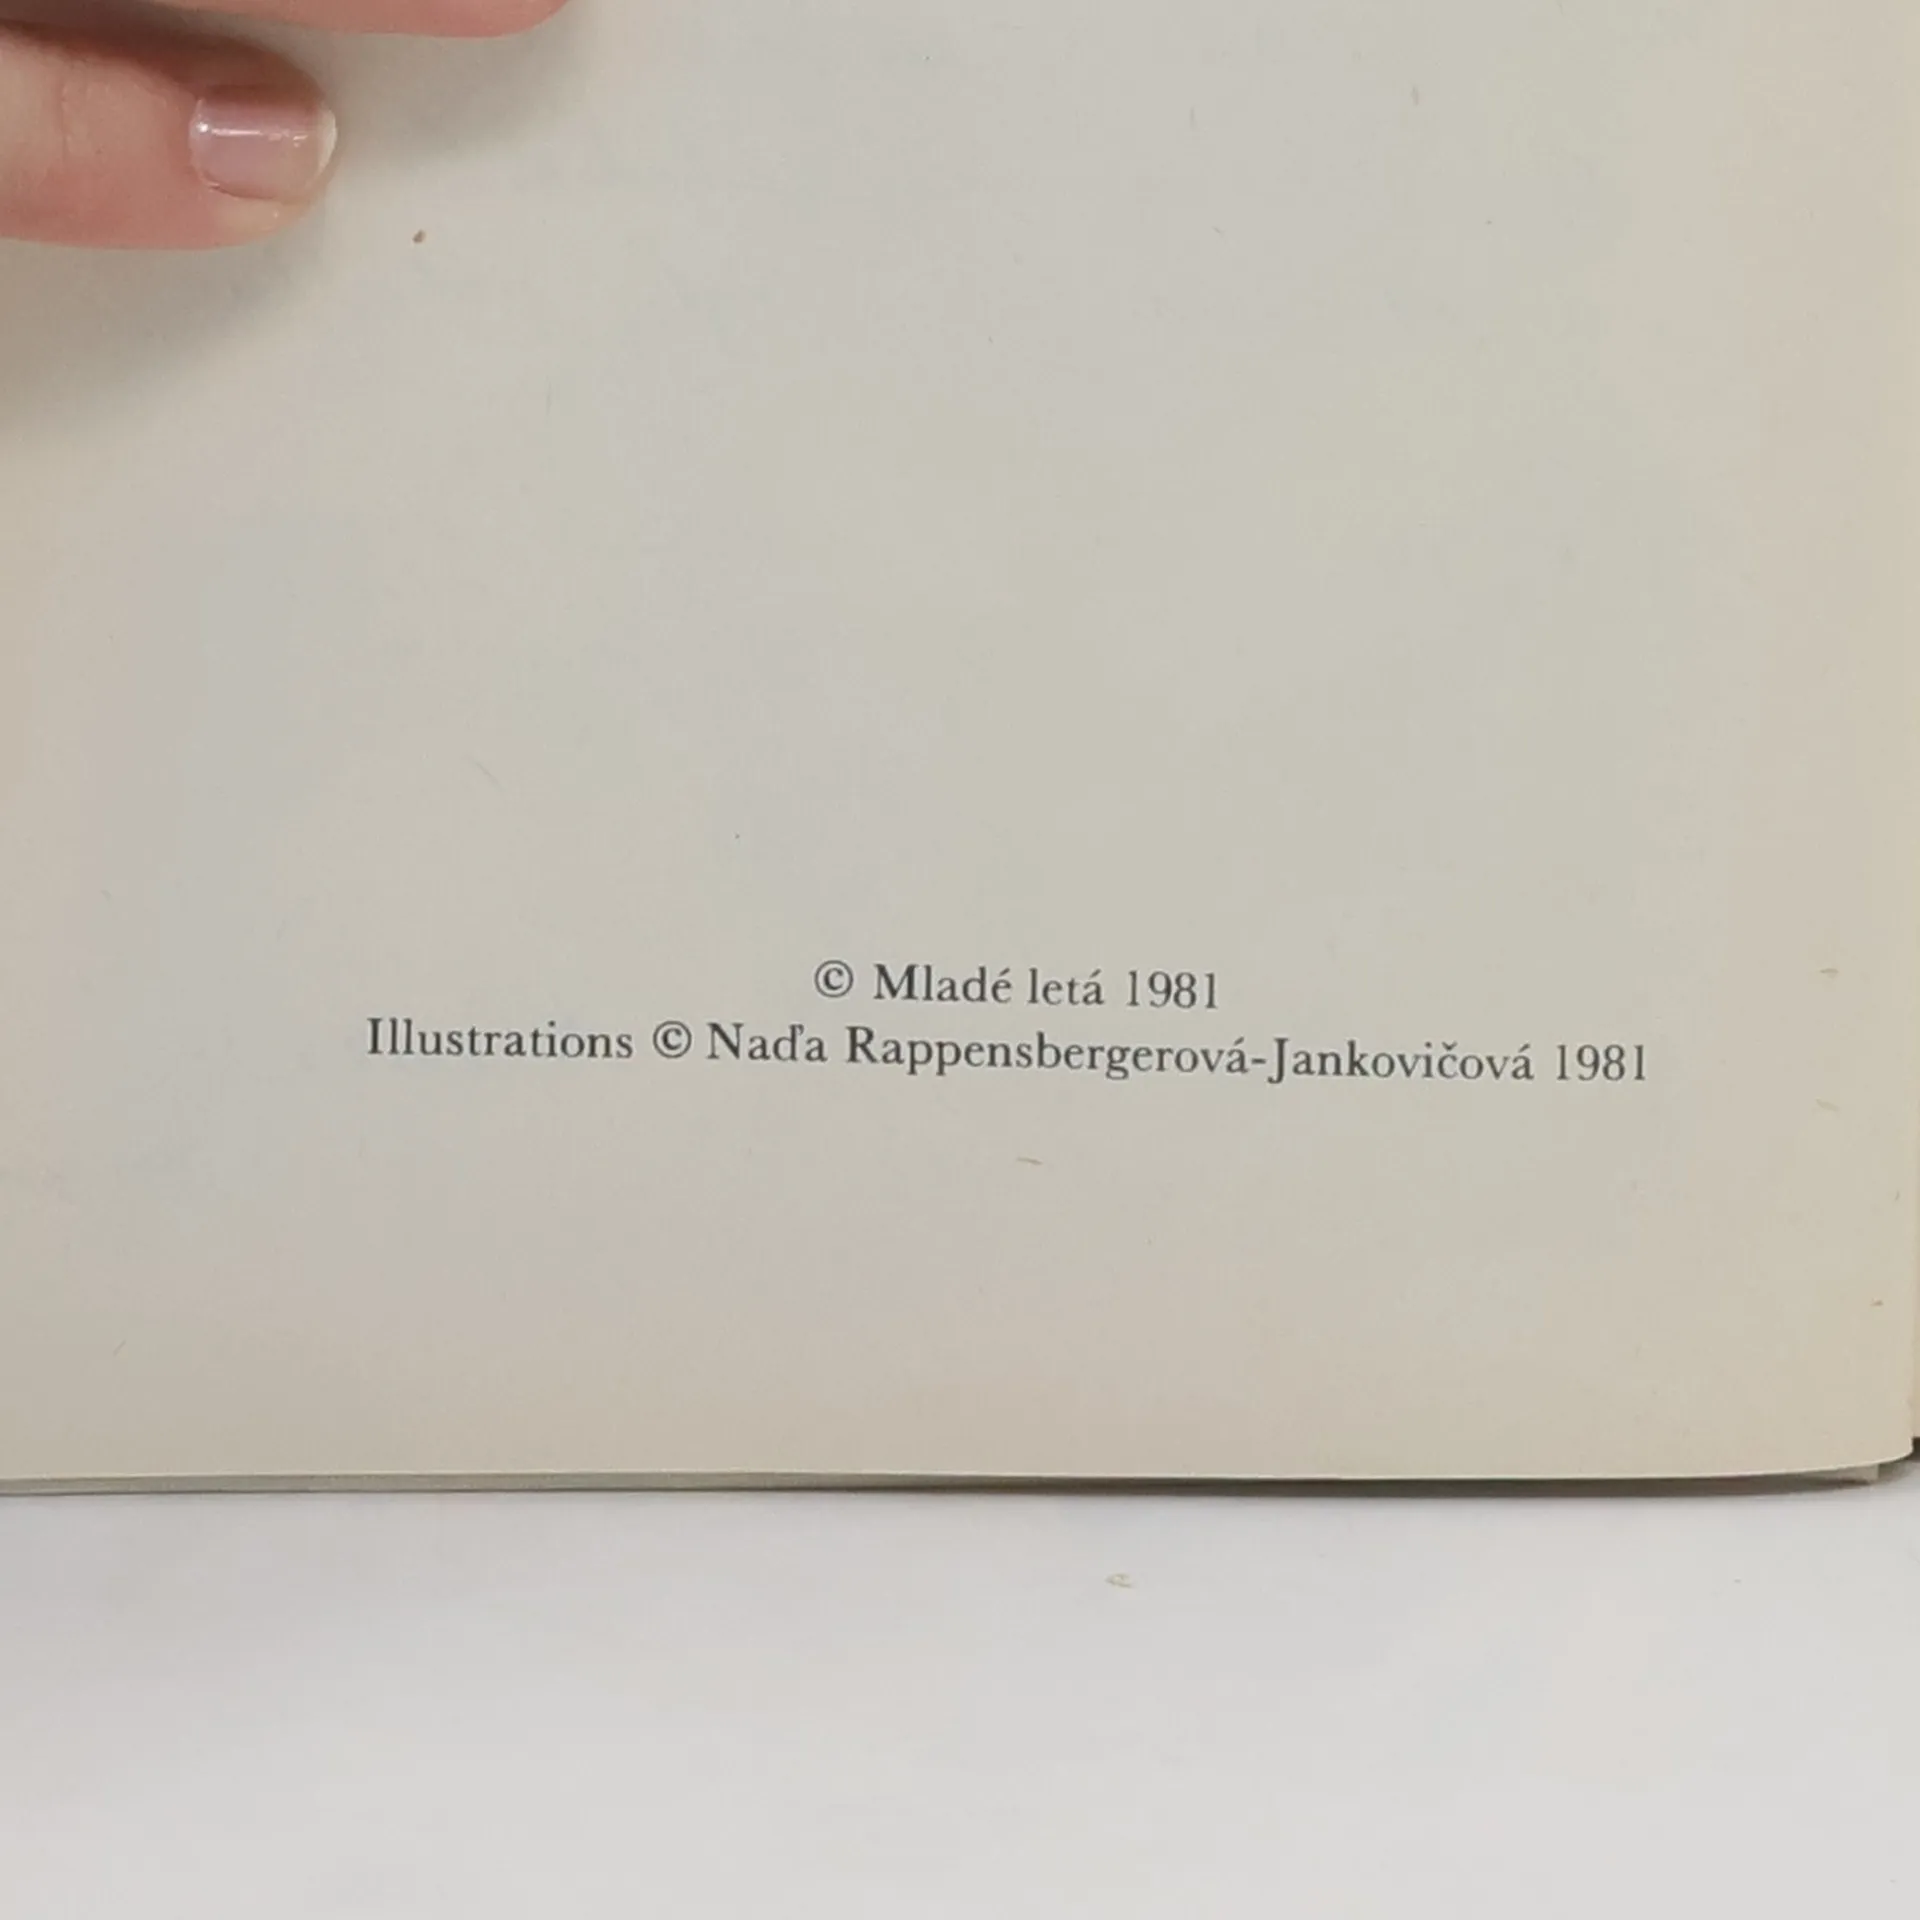 © Mladé letá 1981
Illustrations © Naďa Rappensbergerová-Jankovičová 1981